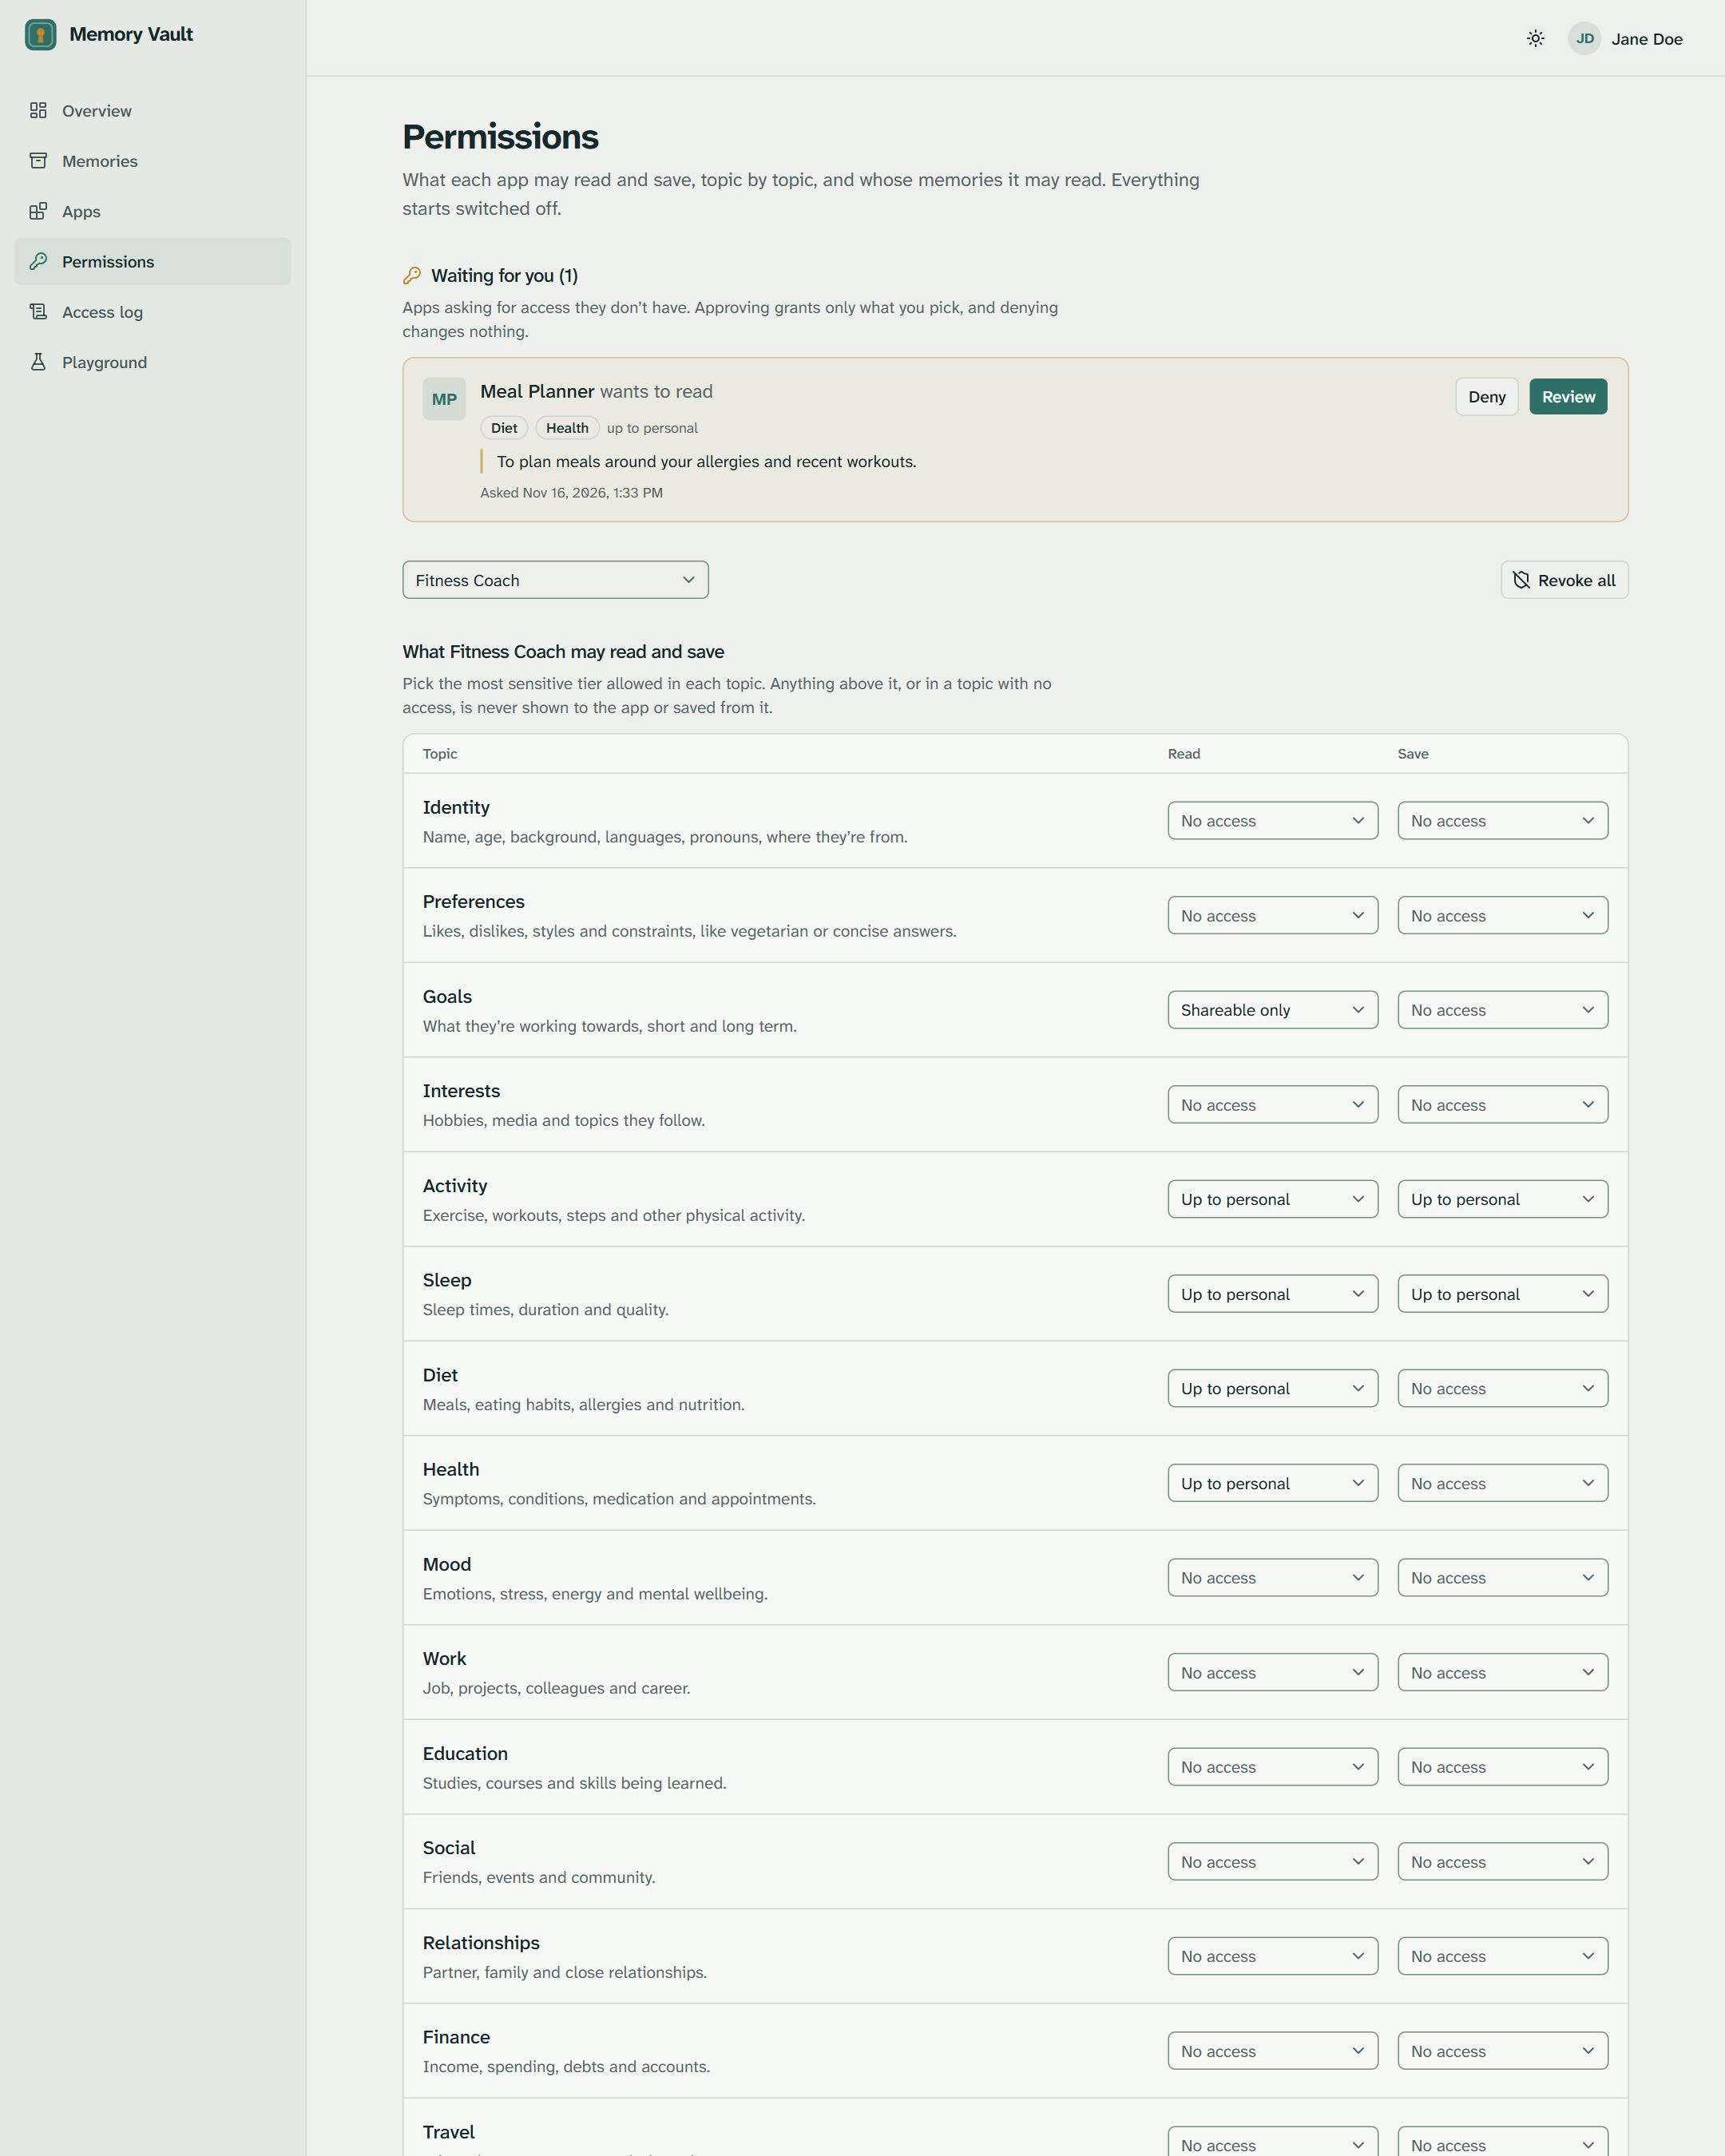 Memory Vault
JD Jane Doe
Overview
Memories
Apps
Permissions
Access log
Playground
Permissions
What each app may read and save, topic by topic, and whose memories it may read. Everything
starts switched off.
Waiting for you (1)
Apps asking for access they don’t have. Approving grants only what you pick, and denying
changes nothing.
MP
Meal Planner wants to read
Deny
Review
Diet Health up to personal
To plan meals around your allergies and recent workouts.
Asked Nov 16, 2026, 1:33 PM
Fitness Coach
Revoke all
What Fitness Coach may read and save
Pick the most sensitive tier allowed in each topic. Anything above it, or in a topic with no
access, is never shown to the app or saved from it.
Topic Read Save
Identity
Name, age, background, languages, pronouns, where they’re from.
No access No access
Preferences
Likes, dislikes, styles and constraints, like vegetarian or concise answers.
No access No access
Goals
What they’re working towards, short and long term.
Shareable only No access
Interests
Hobbies, media and topics they follow.
No access No access
Activity
Exercise, workouts, steps and other physical activity.
Up to personal Up to personal
Sleep
Sleep times, duration and quality.
Up to personal Up to personal
Diet
Meals, eating habits, allergies and nutrition.
Up to personal No access
Health
Symptoms, conditions, medication and appointments.
Up to personal No access
Mood
Emotions, stress, energy and mental wellbeing.
No access No access
Work
Job, projects, colleagues and career.
No access No access
Education
Studies, courses and skills being learned.
No access No access
Social
Friends, events and community.
No access No access
Relationships
Partner, family and close relationships.
No access No access
Finance
Income, spending, debts and accounts.
No access No access
Travel
No access No access